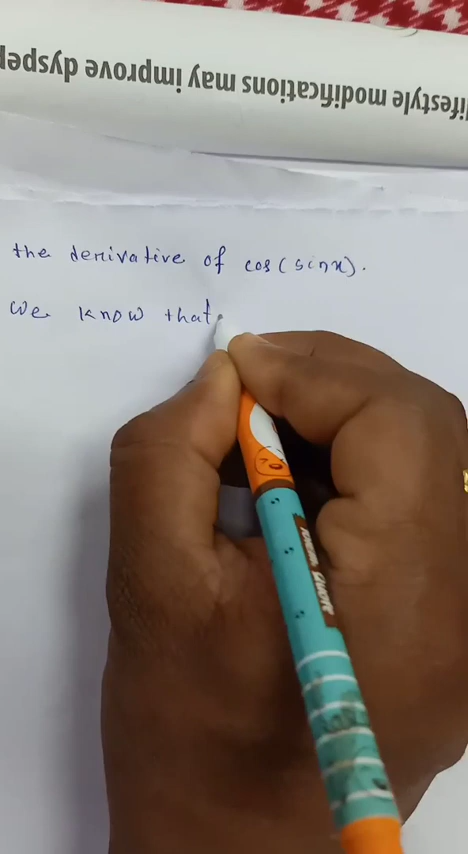 lifestyle modifications may improve dyspep
the derivative of cos(sinx).
we know that